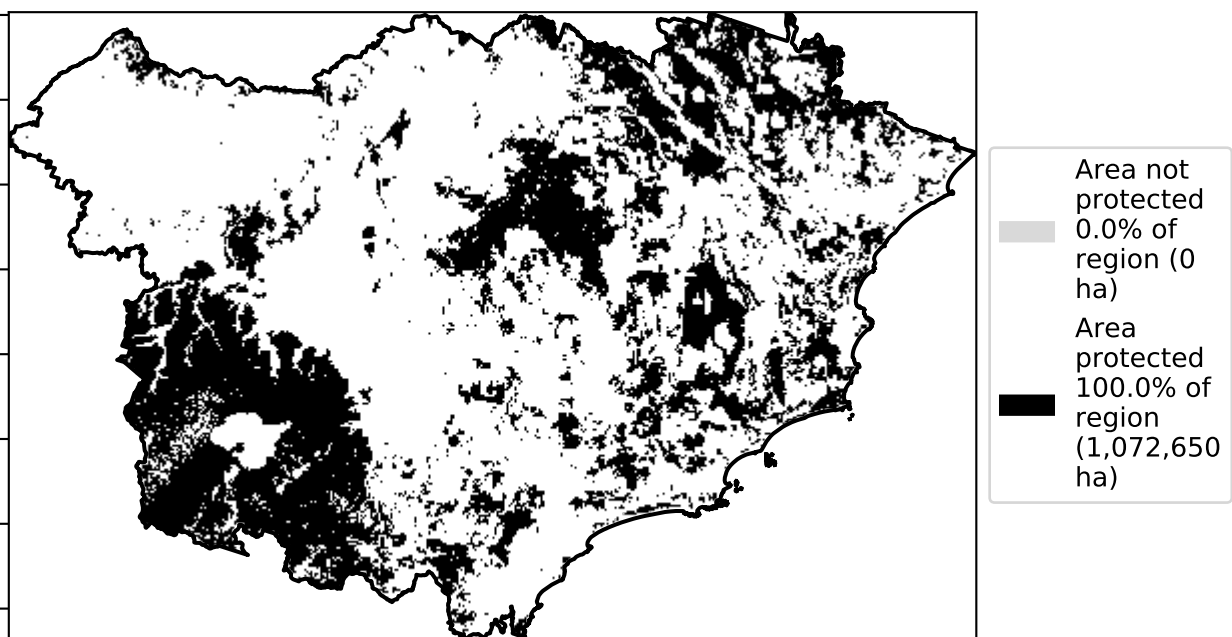 Area not
protected
0.0% of
region (0
ha)
Area
protected
100.0% of
region
(1,072,650
ha)